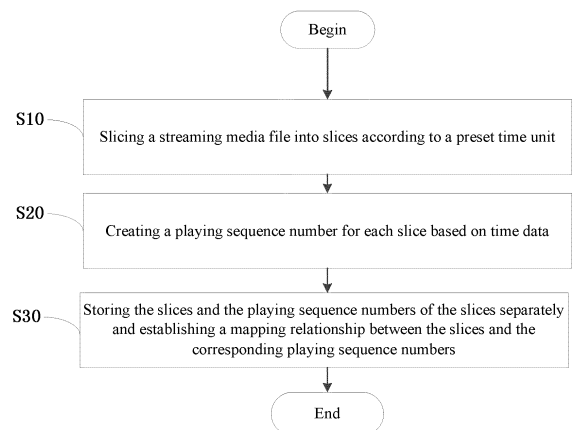 Begin
S10
Slicing a streaming media file into slices according to a preset time unit
S20
Creating a playing sequence number for each slice based on time data
S30
Storing the slices and the playing sequence numbers of the slices separately
and establishing a mapping relationship between the slices and the
corresponding playing sequence numbers
End